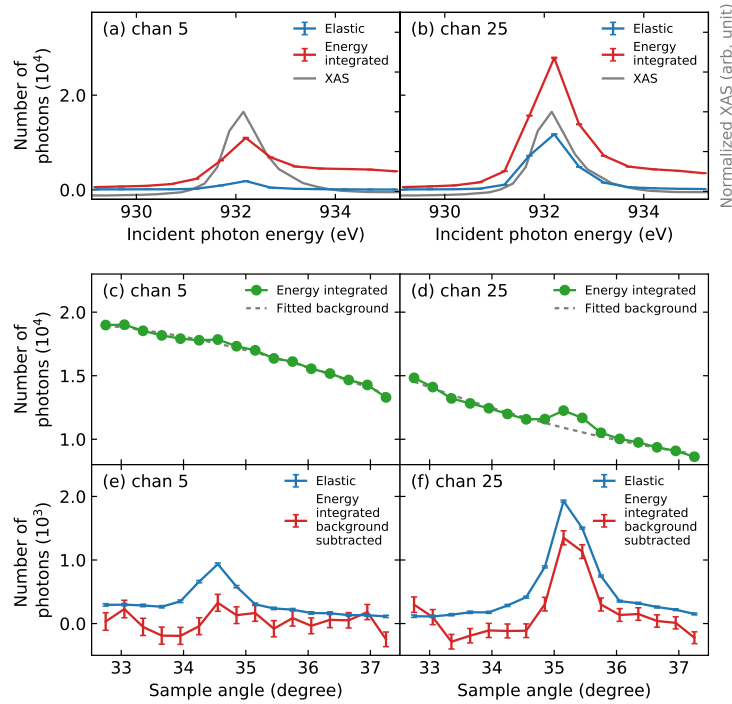 (a) chan 5
Elastic
Energy
integrated
XAS
(b) chan 25
Elastic
Energy
integrated
XAS
Number of
photons (10⁴)
2.0
0.0
Normalized XAS (arb. unit)
930 932 934
930 932 934
Incident photon energy (eV)
Incident photon energy (eV)
(c) chan 5
Energy integrated
Fitted background
(d) chan 25
Energy integrated
Fitted background
Number of
photons (10⁴)
2.0
1.5
1.0
(e) chan 5
Elastic
Energy
integrated
background
subtracted
(f) chan 25
Elastic
Energy
integrated
background
subtracted
Number of
photons (10³)
2.0
1.0
0.0
33 34 35 36 37
33 34 35 36 37
Sample angle (degree)
Sample angle (degree)